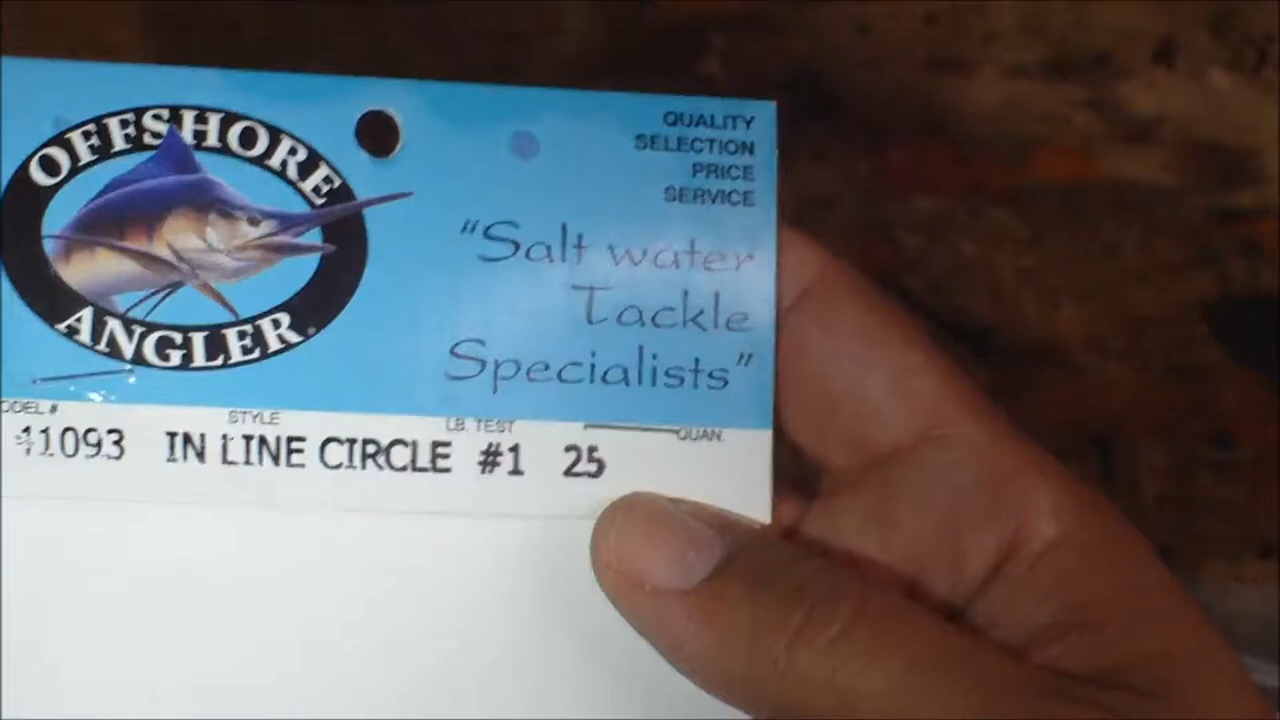 OFFSHORE
ANGLER
QUALITY
SELECTION
PRICE
SERVICE
"Salt water
Tackle
Specialists"
STYLE LB. TEST QUAN.
IN LINE CIRCLE #1 25